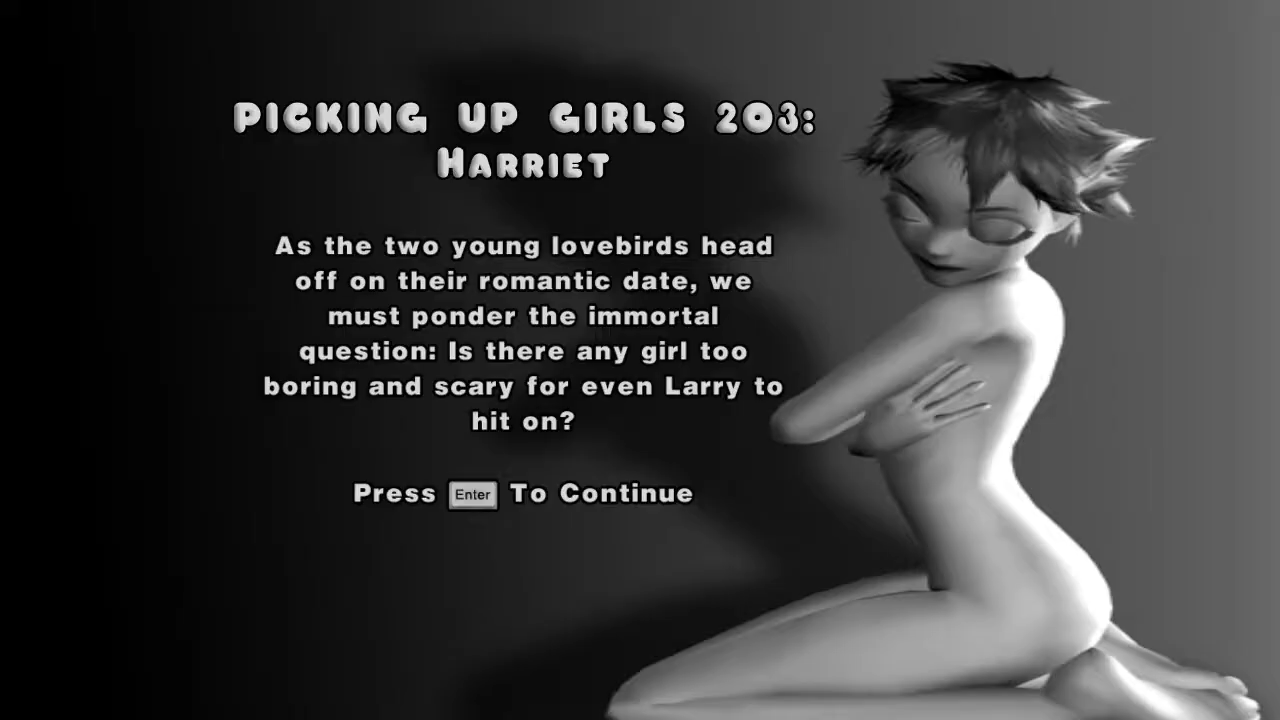 PICKING UP GIRLS 203:
HARRIET
As the two young lovebirds head
off on their romantic date, we
must ponder the immortal
question: Is there any girl too
boring and scary for even Larry to
hit on?
Press Enter To Continue